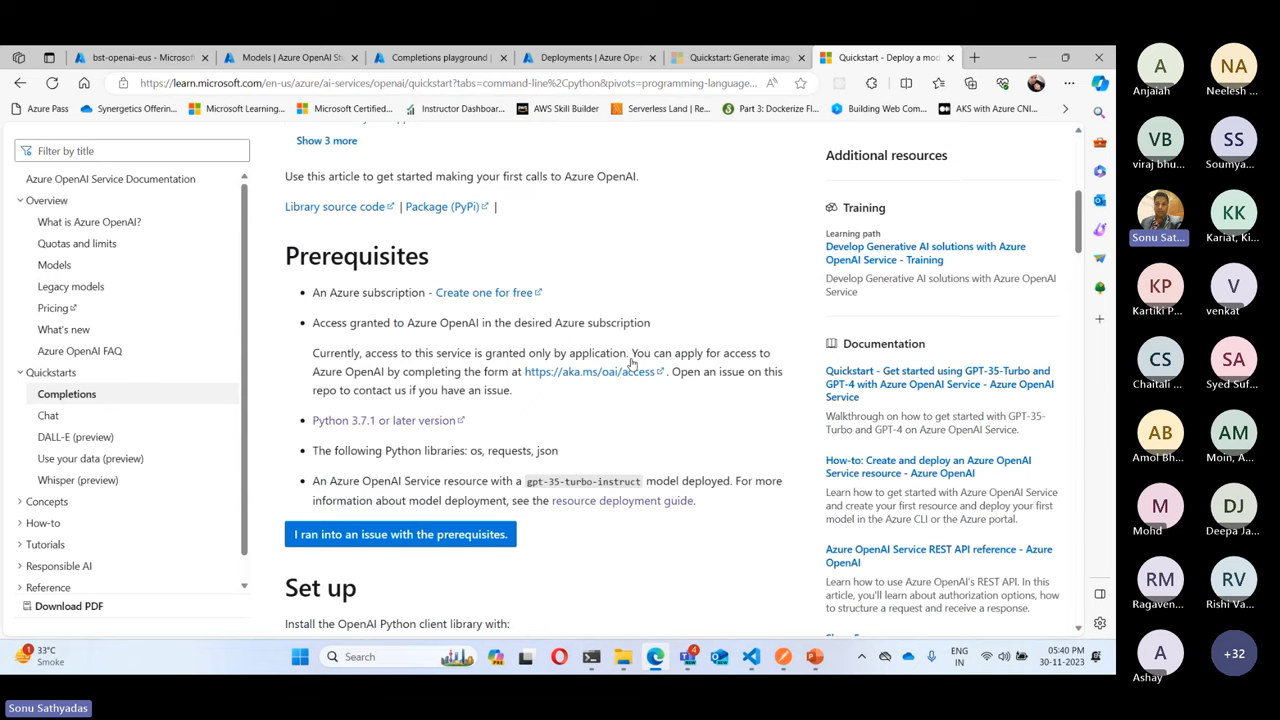 bst-openai-eus - Microsoft
Models | Azure OpenAI St
Completions playground |
Deployments | Azure Ope
Quickstart: Generate imag
Quickstart - Deploy a mo
https://learn.microsoft.com/en-us/azure/ai-services/openai/quickstart?tabs=command-line%2Cpython&pivots=programming-language...
Azure Pass
Synergetics Offering...
Microsoft Learning...
Microsoft Certified...
Instructor Dashboar...
AWS Skill Builder
Serverless Land | Re...
Part 3: Dockerize Fl...
Building Web Com...
AKS with Azure CNI...
Filter by title
Azure OpenAI Service Documentation
Overview
What is Azure OpenAI?
Quotas and limits
Models
Legacy models
Pricing
What's new
Azure OpenAI FAQ
Quickstarts
Completions
Chat
DALL-E (preview)
Use your data (preview)
Whisper (preview)
Concepts
How-to
Tutorials
Responsible AI
Reference
Download PDF
Show 3 more
Use this article to get started making your first calls to Azure OpenAI.
Library source code | Package (PyPi) |
Prerequisites
• An Azure subscription - Create one for free
• Access granted to Azure OpenAI in the desired Azure subscription
Currently, access to this service is granted only by application. You can apply for access to
Azure OpenAI by completing the form at https://aka.ms/oai/access . Open an issue on this
repo to contact us if you have an issue.
• Python 3.7.1 or later version
• The following Python libraries: os, requests, json
• An Azure OpenAI Service resource with a gpt-35-turbo-instruct model deployed. For more
information about model deployment, see the resource deployment guide.
I ran into an issue with the prerequisites.
Set up
Install the OpenAI Python client library with:
Additional resources
Training
Learning path
Develop Generative AI solutions with Azure
OpenAI Service - Training
Develop Generative AI solutions with Azure OpenAI
Service
Documentation
Quickstart - Get started using GPT-35-Turbo and
GPT-4 with Azure OpenAI Service - Azure OpenAI
Service
Walkthrough on how to get started with GPT-35-
Turbo and GPT-4 on Azure OpenAI Service.
How-to: Create and deploy an Azure OpenAI
Service resource - Azure OpenAI
Learn how to get started with Azure OpenAI Service
and create your first resource and deploy your first
model in the Azure CLI or the Azure portal.
Azure OpenAI Service REST API reference - Azure
OpenAI
Learn how to use Azure OpenAI's REST API. In this
article, you'll learn about authorization options, how
to structure a request and receive a response.
1
33°C
Smoke
Search
PRE
4
ENG
IN
05:40 PM
30-11-2023
A
Anjaiah
NA
Neelesh ...
VB
viraj bhu...
SS
Soumya...
Sonu Sat...
KK
Kariat, Ki...
KP
Kartiki P...
V
venkat
CS
Chaitali ...
SA
Syed Suf...
AB
Amol Bh...
AM
Moin, A...
M
Mohd
DJ
Deepa Ja...
RM
Ragaven...
RV
Rishi Va...
A
Ashay
+32
Sonu Sathyadas